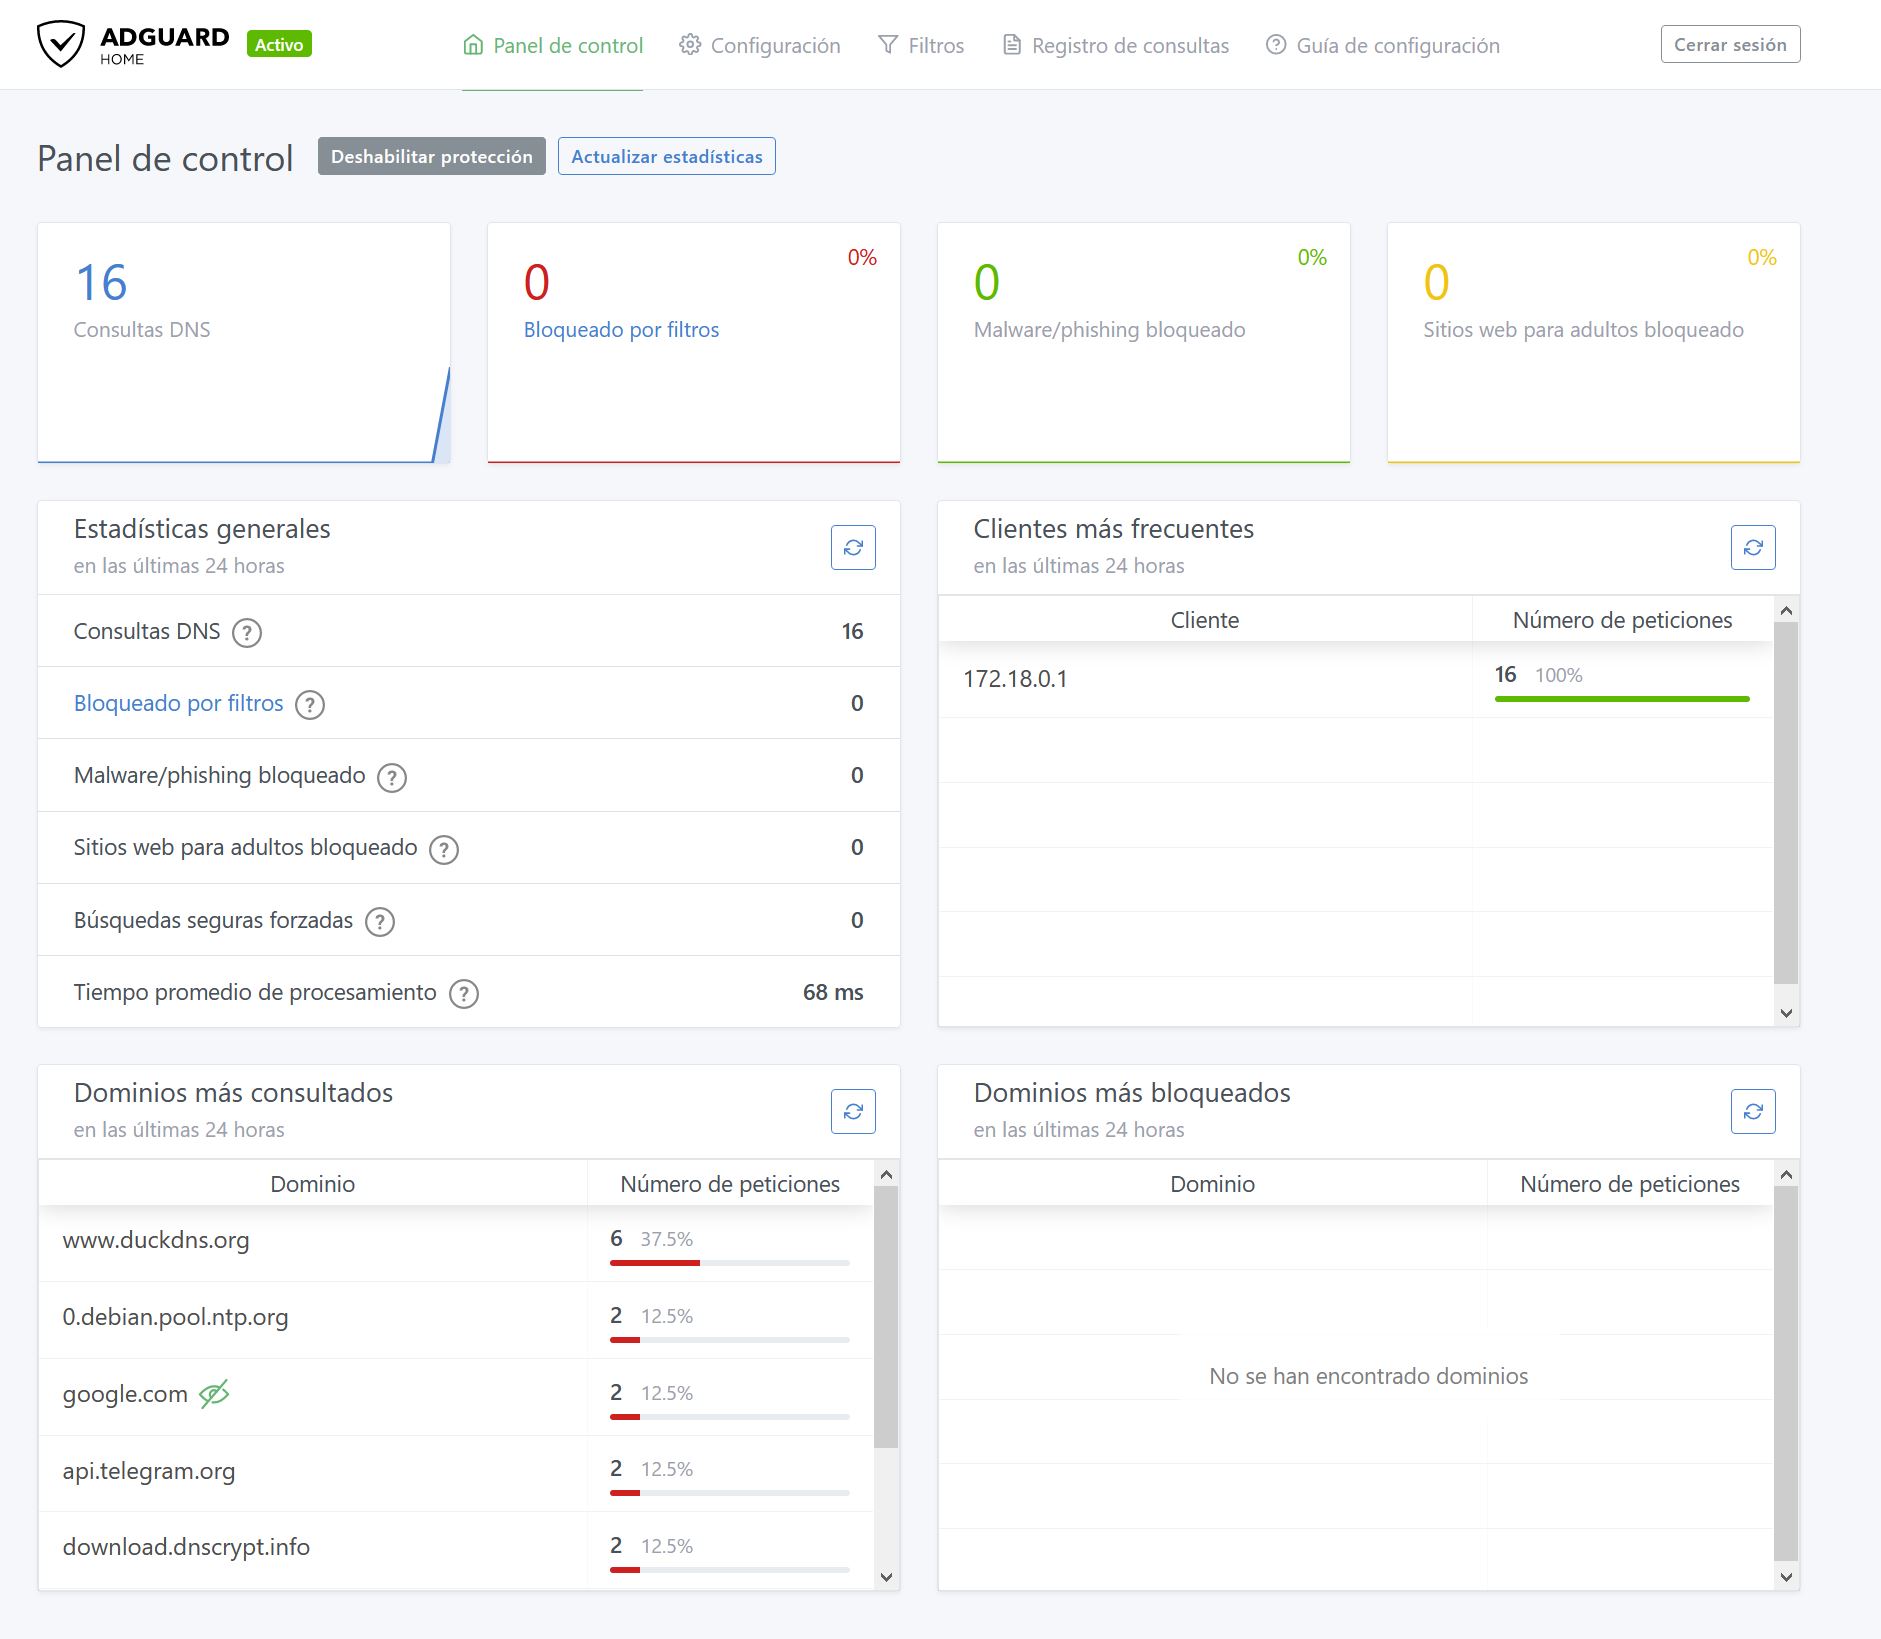 ADGUARD
HOME
Activo
Panel de control
Configuración
Filtros
Registro de consultas
Guía de configuración
Cerrar sesión
Panel de control
Deshabilitar protección
Actualizar estadísticas
16
Consultas DNS
0
0%
Bloqueado por filtros
0
0%
Malware/phishing bloqueado
0
0%
Sitios web para adultos bloqueado
Estadísticas generales
en las últimas 24 horas
Consultas DNS ? 16
Bloqueado por filtros ? 0
Malware/phishing bloqueado ? 0
Sitios web para adultos bloqueado ? 0
Búsquedas seguras forzadas ? 0
Tiempo promedio de procesamiento ? 68 ms
Clientes más frecuentes
en las últimas 24 horas
Cliente Número de peticiones
172.18.0.1 16 100%
Dominios más consultados
en las últimas 24 horas
Dominio Número de peticiones
www.duckdns.org 6 37.5%
0.debian.pool.ntp.org 2 12.5%
google.com 2 12.5%
api.telegram.org 2 12.5%
download.dnscrypt.info 2 12.5%
Dominios más bloqueados
en las últimas 24 horas
Dominio Número de peticiones
No se han encontrado dominios